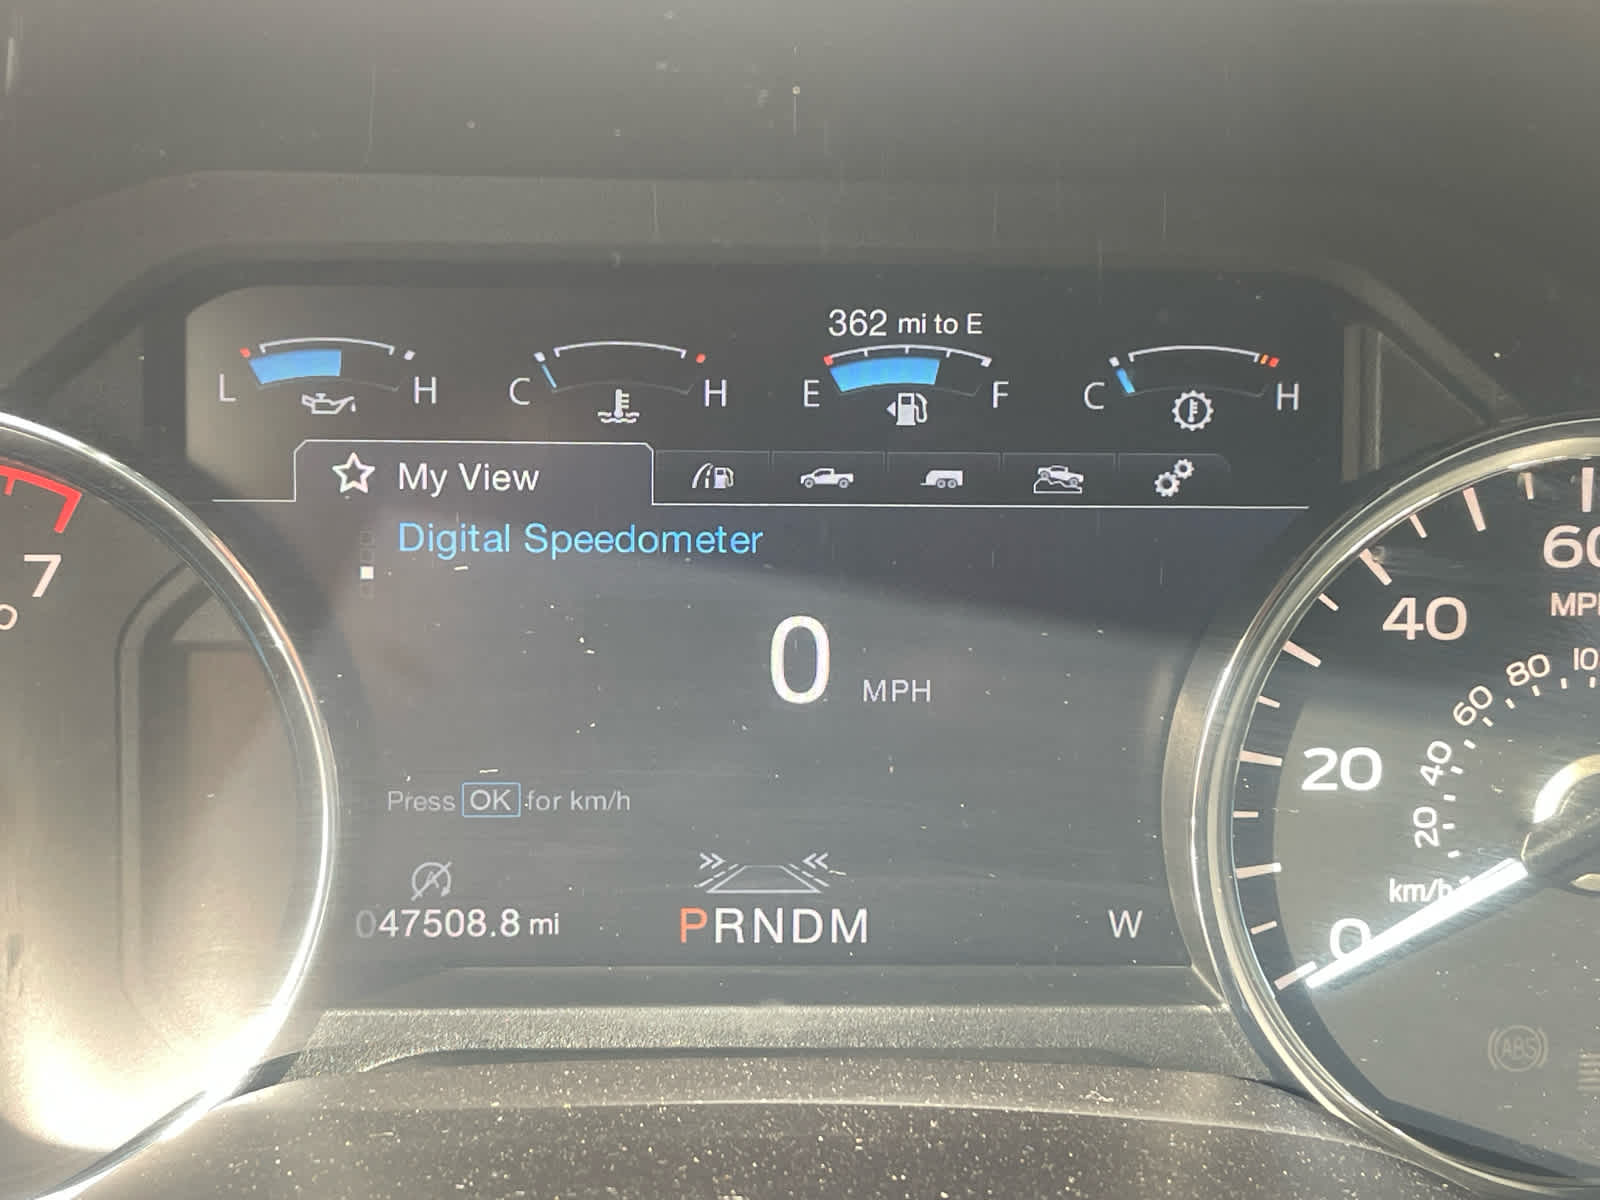 362 mi to E
L H C H E F C H
My View
Digital Speedometer
0 MPH
Press OK for km/h
A
047508.8 mi
PRNDM
W
7
60
MPH
40
20
0
100
80
60
40
20
km/h
ABS